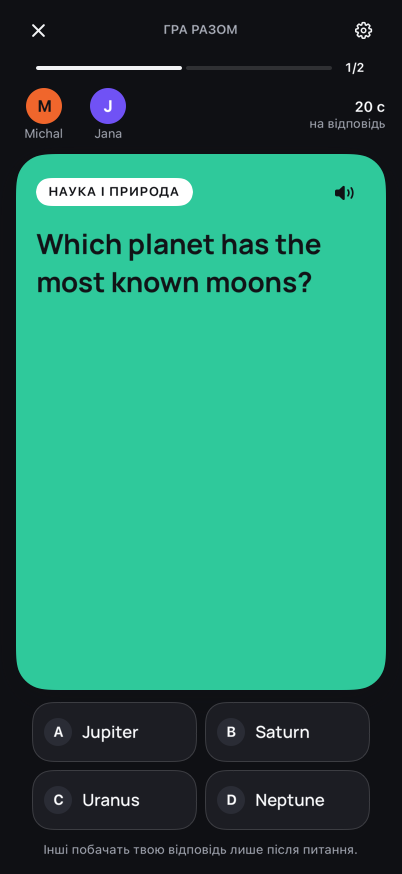 ГРА РАЗОМ
1/2
M
J
Michal
Jana
20 с
на відповідь
НАУКА І ПРИРОДА
Which planet has the
most known moons?
A Jupiter
B Saturn
C Uranus
D Neptune
Інші побачать твою відповідь лише після питання.